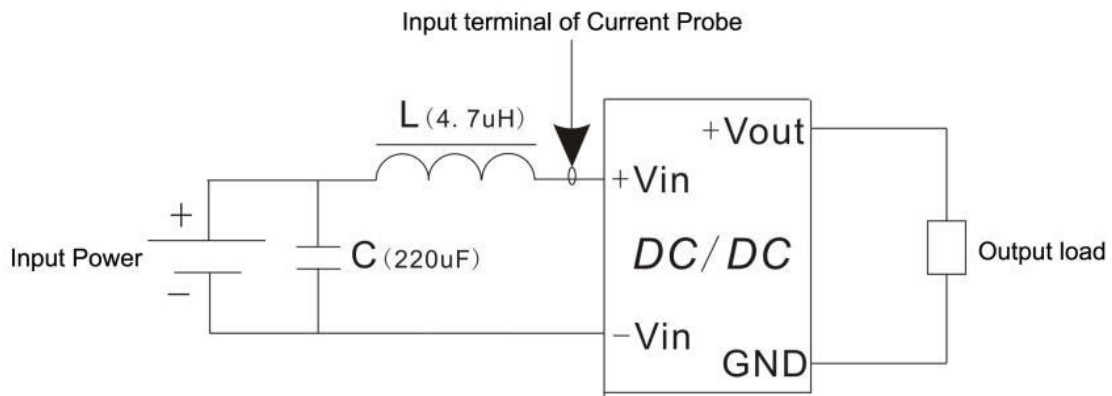 Input terminal of Current Probe
L (4. 7uH)
+Vout
+Vin
+
Input Power
C (220uF)
DC/DC
Output load
−
−Vin
GND